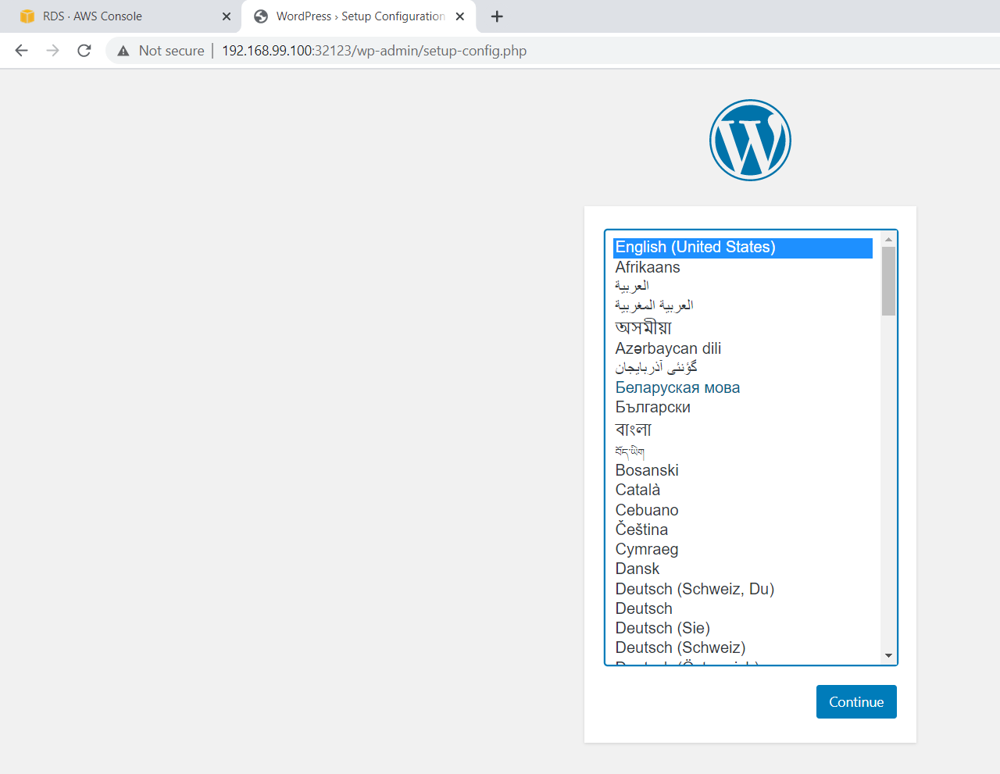 RDS · AWS Console
WordPress › Setup Configuration
Not secure | 192.168.99.100:32123/wp-admin/setup-config.php
English (United States)
Afrikaans
العربية
العربية المغربية
অসমীয়া
Azərbaycan dili
گؤنئی آذربایجان
Беларуская мова
Български
বাংলা
བོད་ཡིག
Bosanski
Català
Cebuano
Čeština
Cymraeg
Dansk
Deutsch (Schweiz, Du)
Deutsch
Deutsch (Sie)
Deutsch (Schweiz)
Continue